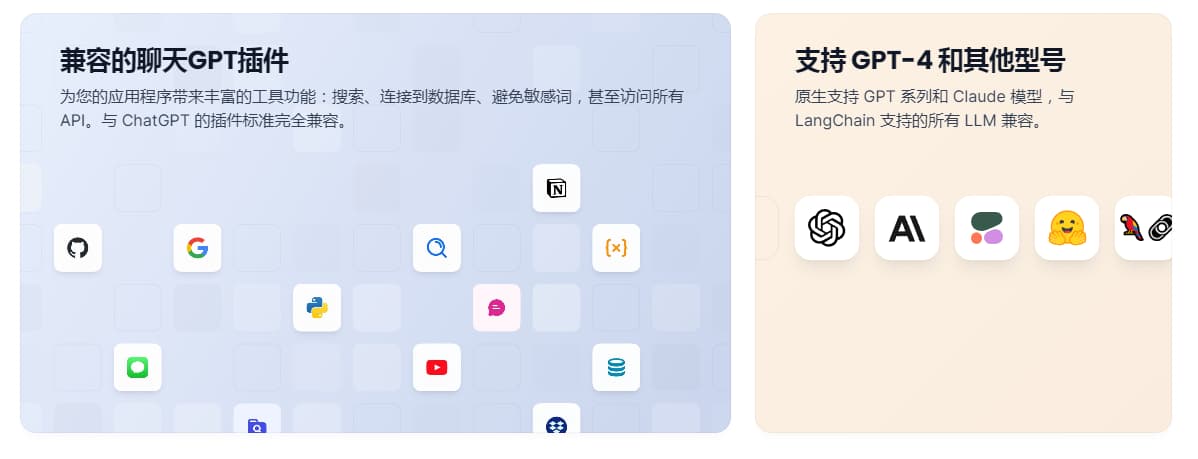 兼容的聊天GPT插件
为您的应用程序带来丰富的工具功能：搜索、连接到数据库、避免敏感词，甚至访问所有
API。与 ChatGPT 的插件标准完全兼容。
支持 GPT-4 和其他型号
原生支持 GPT 系列和 Claude 模型，与
LangChain 支持的所有 LLM 兼容。